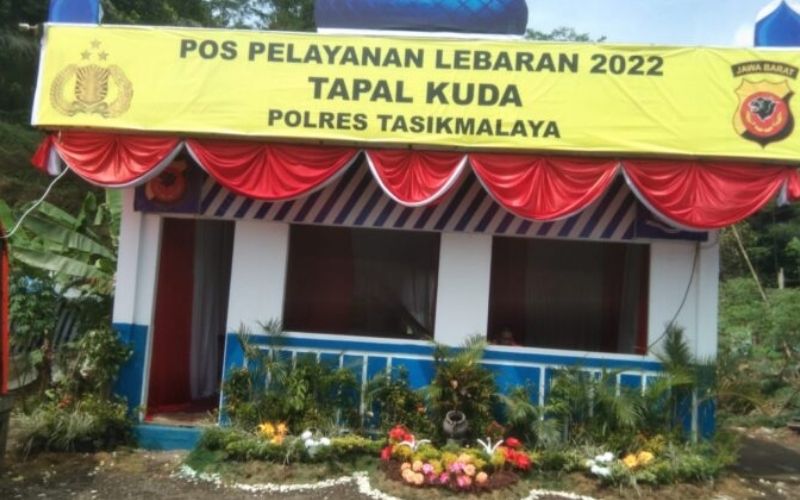 POS PELAYANAN LEBARAN 2022
TAPAL KUDA
POLRES TASIKMALAYA
JAWA BARAT